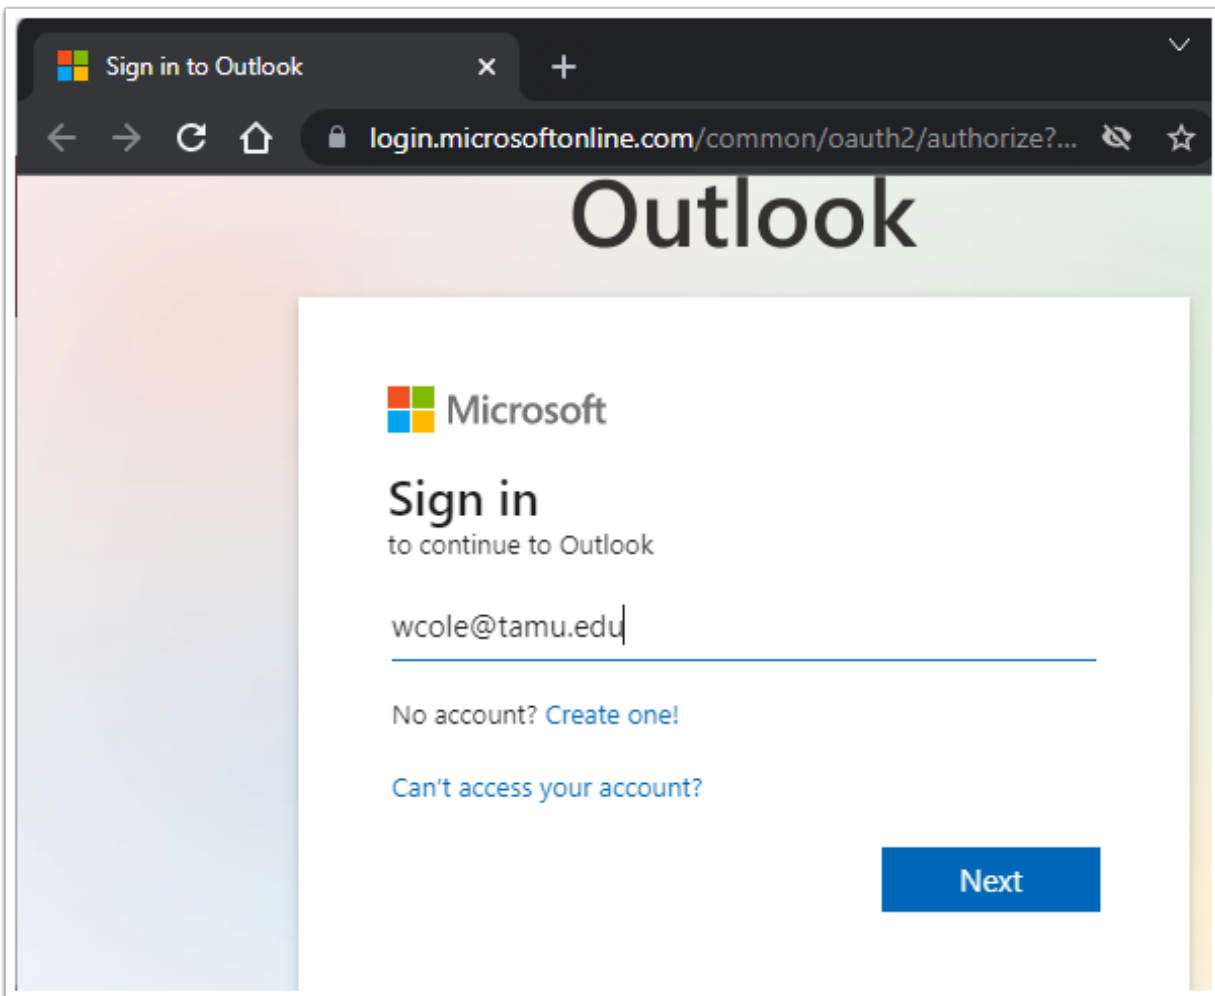 Sign in to Outlook
login.microsoftonline.com/common/oauth2/authorize?...
Outlook
Microsoft
Sign in
to continue to Outlook
wcole@tamu.edu
No account? Create one!
Can't access your account?
Next